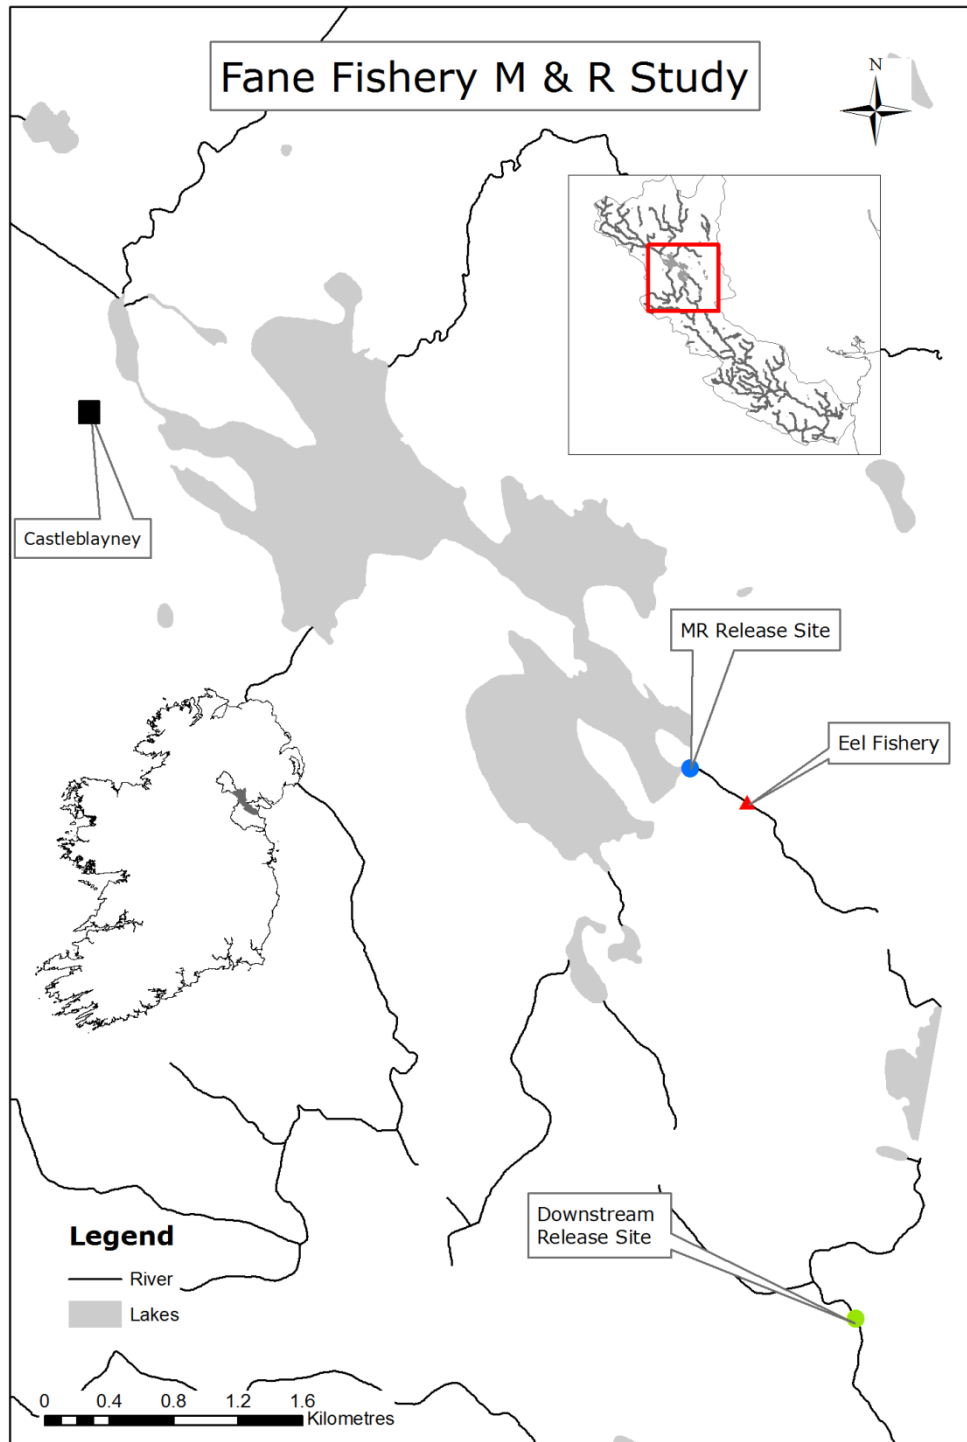 Fane Fishery M & R Study
N
Castleblayney
MR Release Site
Eel Fishery
Downstream
Release Site
Legend
River
Lakes
0 0.4 0.8 1.2 1.6
Kilometres